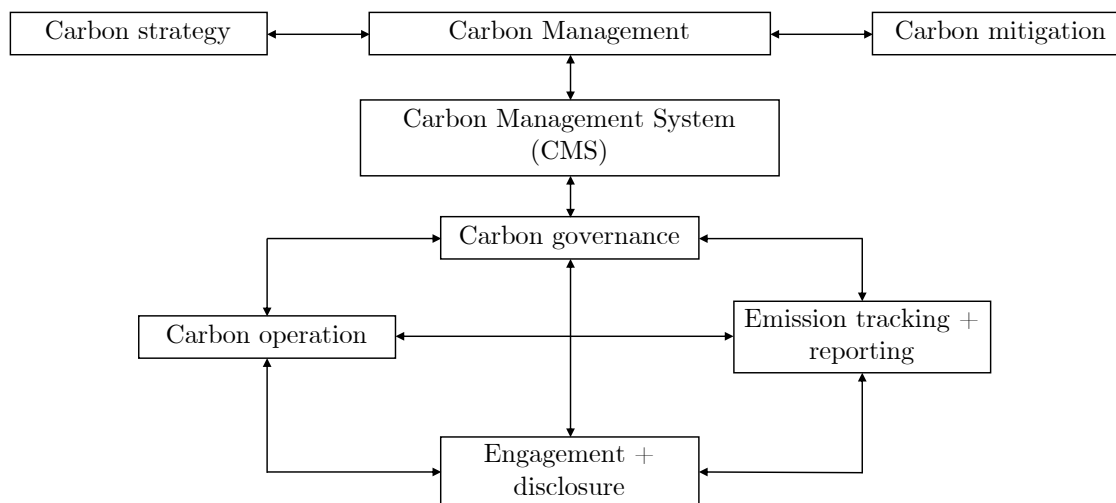 Carbon strategy
Carbon Management
Carbon mitigation
Carbon Management System
(CMS)
Carbon governance
Carbon operation
Emission tracking +
reporting
Engagement +
disclosure